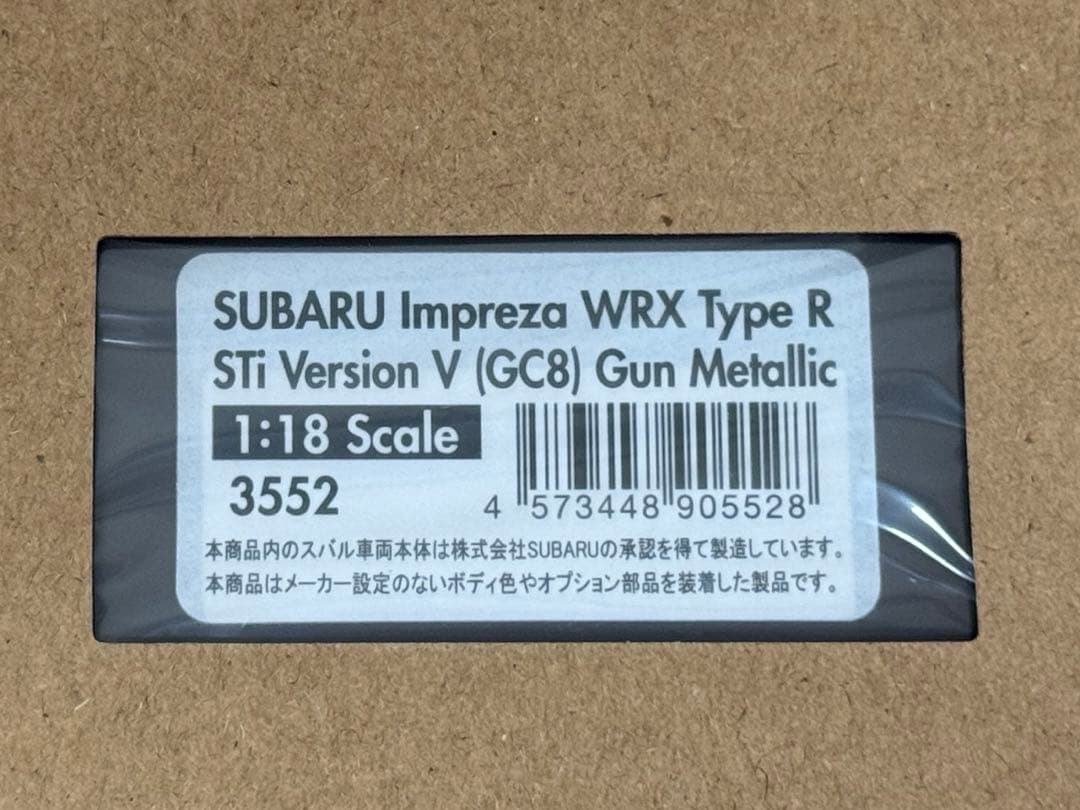 SUBARU Impreza WRX Type R
STi Version V (GC8) Gun Metallic
1:18 Scale
3552
4 573448 905528
本商品内のスバル車両本体は株式会社SUBARUの承認を得て製造しています。
本商品はメーカー設定のないボディ色やオプション部品を装着した製品です。